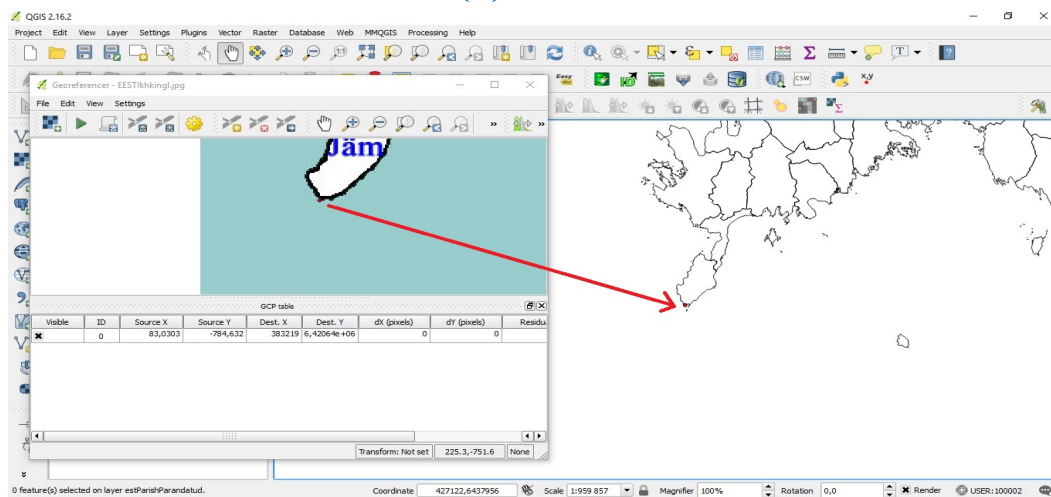 QGIS 2.16.2
Project Edit View Layer Settings Plugins Vector Raster Database Web MMQGIS Processing Help
Georeferencer - EESTIkhkingl.jpg
File Edit View Settings
Jäm
GCP table
Visible ID Source X Source Y Dest. X Dest. Y dX (pixels) dY (pixels) Residu
0 83,0303 -784,632 383219 6,42064e+06 0 0
Transform: Not set 225.3,-751.6 None
0 feature(s) selected on layer estParishParandatud. Coordinate 427122,6437956 Scale 1:959 857 Magnifier 100% Rotation 0,0 Render USER:100002